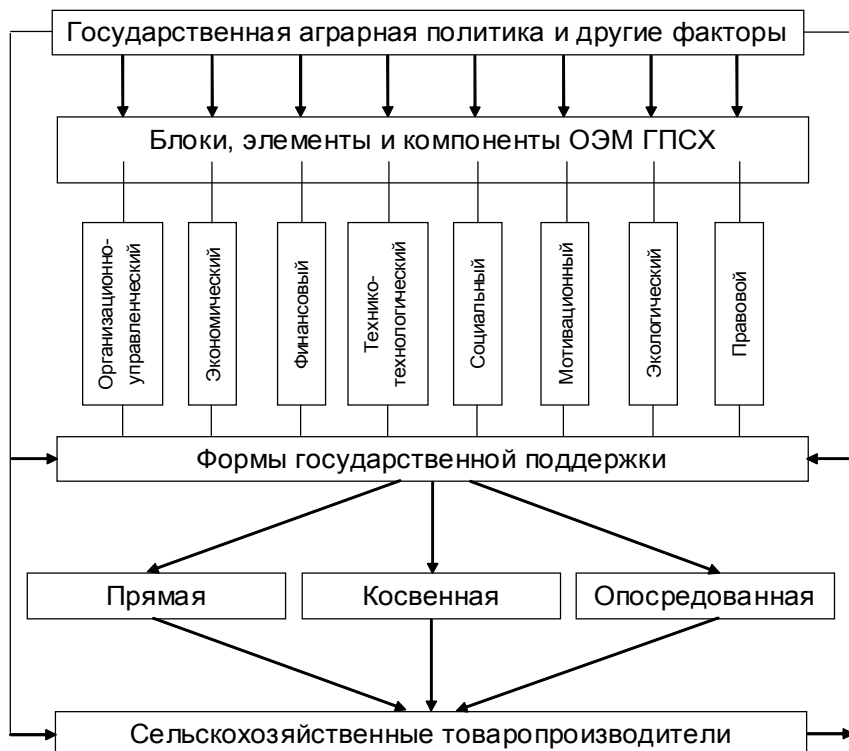 Государственная аграрная политика и другие факторы
Блоки, элементы и компоненты ОЭМ ГПСХ
Организационно-
управленческий
Экономический
Финансовый
Технико-
технологический
Социальный
Мотивационный
Экологический
Правовой
Формы государственной поддержки
Прямая
Косвенная
Опосредованная
Сельскохозяйственные товаропроизводители